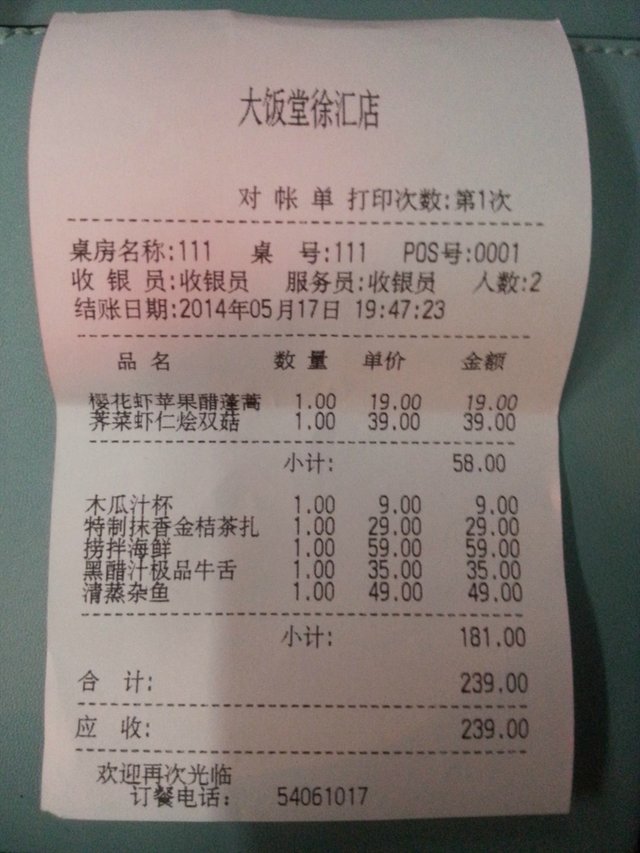 大饭堂徐汇店
对 帐 单 打印次数:第1次
桌房名称:111 桌 号:111 POS号:0001
收 银 员:收银员 服务员:收银员 人数:2
结账日期:2014年05月17日 19:47:23
品 名 数 量 单价 金额
樱花虾苹果醋蓬蒿 1.00 19.00 19.00
荠菜虾仁烩双菇 1.00 39.00 39.00
小计: 58.00
木瓜汁杯 1.00 9.00 9.00
特制抹香金桔茶扎 1.00 29.00 29.00
捞拌海鲜 1.00 59.00 59.00
黑醋汁极品牛舌 1.00 35.00 35.00
清蒸杂鱼 1.00 49.00 49.00
小计: 181.00
合 计: 239.00
应 收: 239.00
欢迎再次光临
订餐电话: 54061017